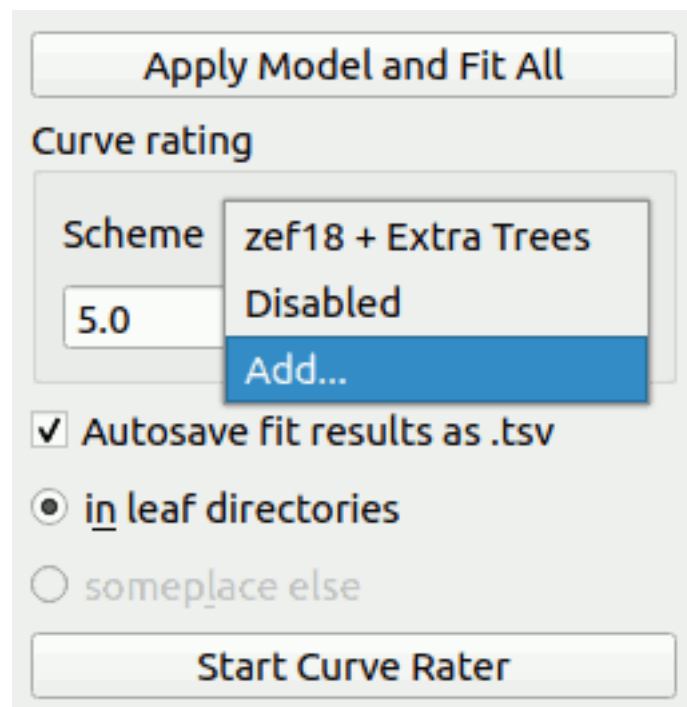 Apply Model and Fit All
Curve rating
Scheme
zef18 + Extra Trees
Disabled
5.0
Add...
Autosave fit results as .tsv
in leaf directories
someplace else
Start Curve Rater